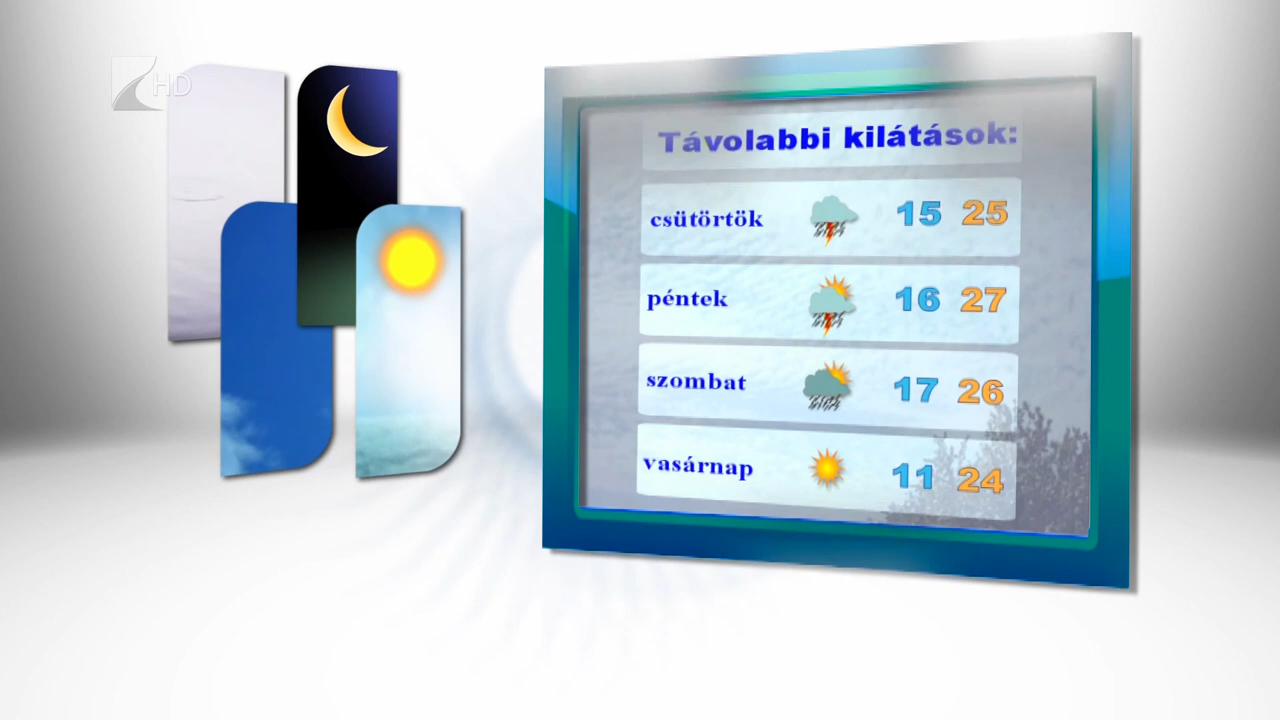 HD
Távolabbi kilátások:
csütörtök 15 25
péntek 16 27
szombat 17 26
vasárnap 11 24